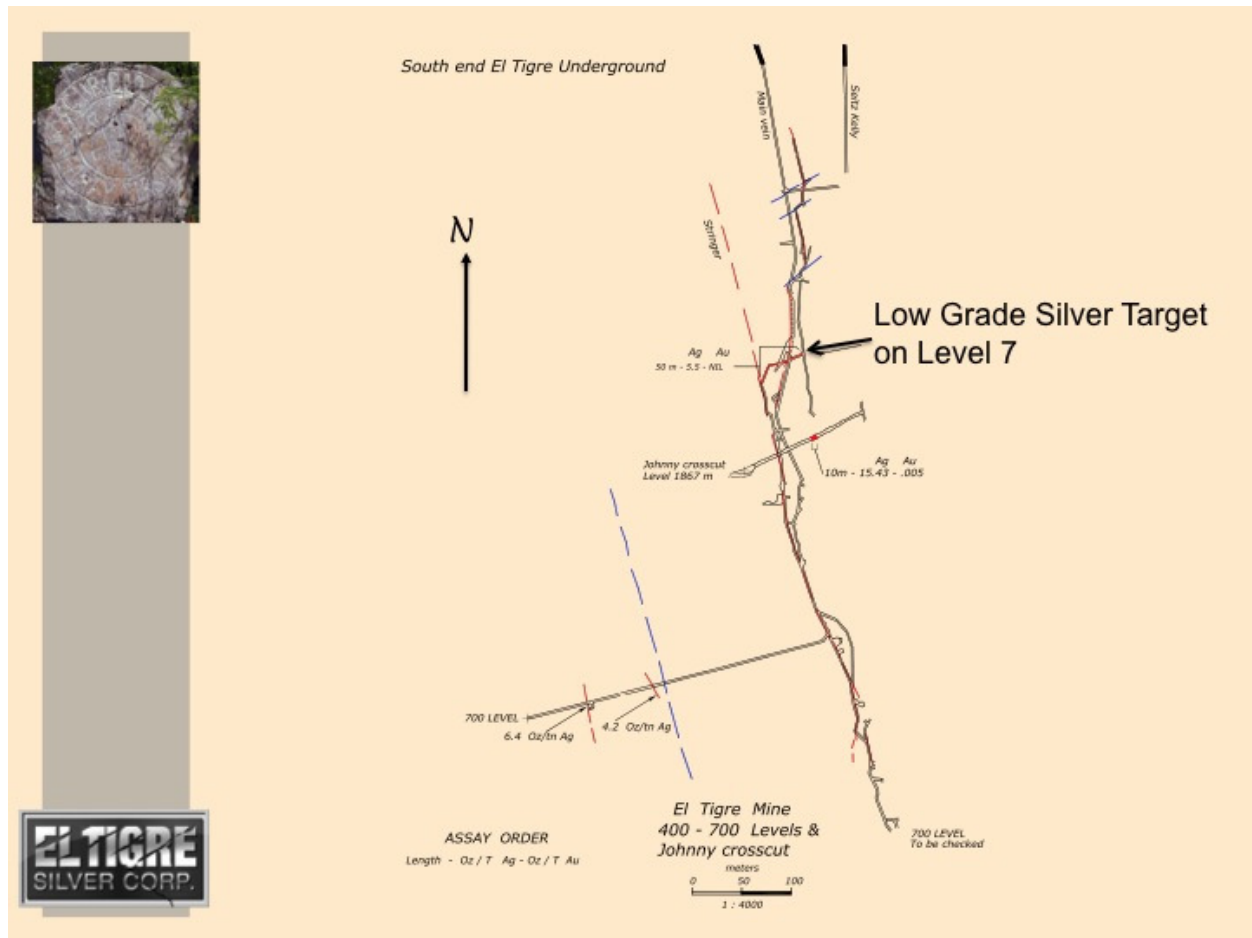 South end El Tigre Underground
Main vein
Seitz Kelly
N
Stringer
Low Grade Silver Target
on Level 7
Ag Au
50 m - 5.5 - NIL
Johnny crosscut
Level 1867 m
Ag Au
10m - 15.43 - .005
700 LEVEL
6.4 Oz/tn Ag
4.2 Oz/tn Ag
El Tigre Mine
400 - 700 Levels &
Johnny crosscut
meters
0 50 100
1 : 4000
ASSAY ORDER
Length - Oz / T Ag - Oz / T Au
700 LEVEL
To be checked
EL TIGRE
SILVER CORP.